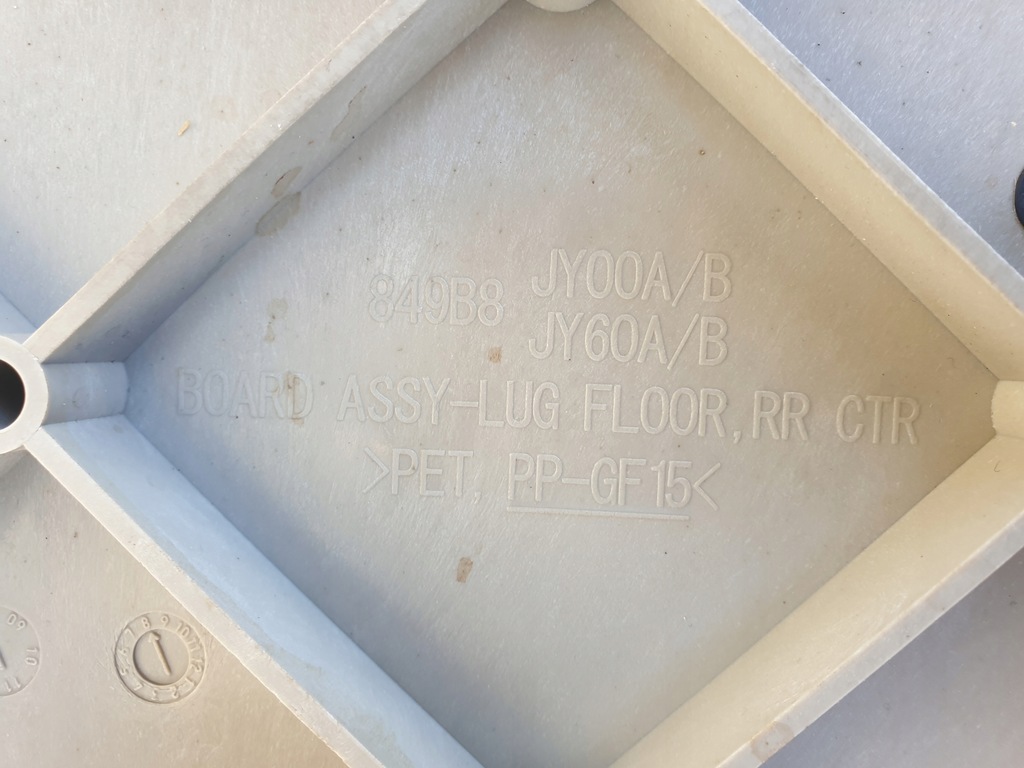 849B8 JY00A/B
JY60A/B
BOARD ASSY-LUG FLOOR, RR CTR
>PET, PP-GF15<